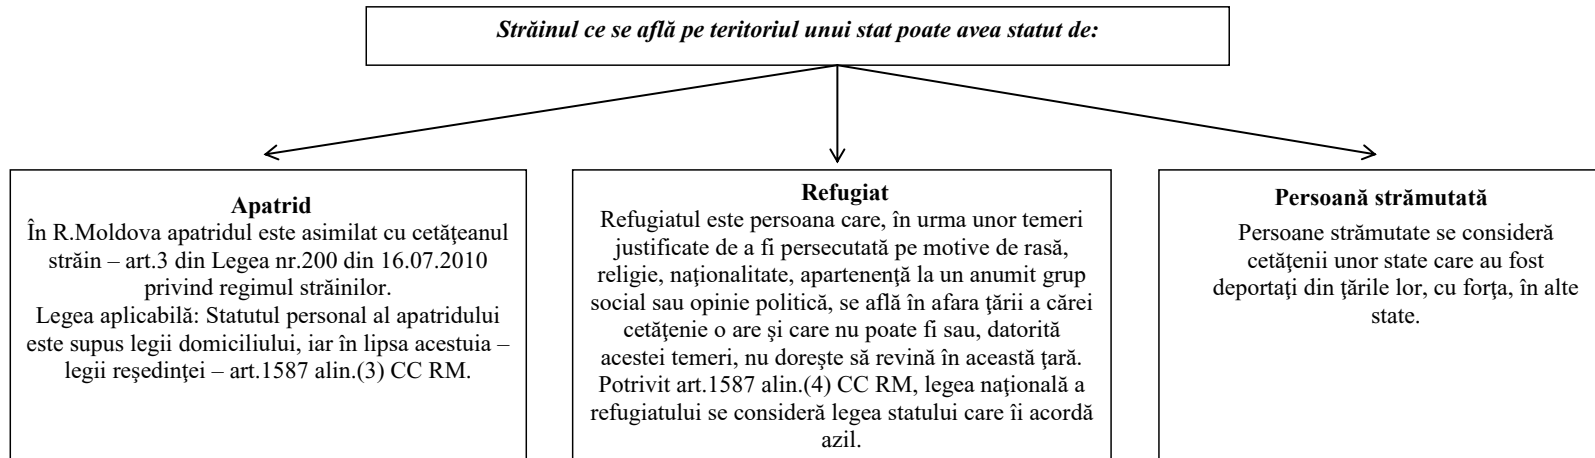 Străinul ce se află pe teritoriul unui stat poate avea statut de:
Apatrid
În R.Moldova apatridul este asimilat cu cetăţeanul
străin – art.3 din Legea nr.200 din 16.07.2010
privind regimul străinilor.
Legea aplicabilă: Statutul personal al apatridului
este supus legii domiciliului, iar în lipsa acestuia –
legii reşedinţei – art.1587 alin.(3) CC RM.
Refugiat
Refugiatul este persoana care, în urma unor temeri
justificate de a fi persecutată pe motive de rasă,
religie, naţionalitate, apartenenţă la un anumit grup
social sau opinie politică, se află în afara ţării a cărei
cetăţenie o are şi care nu poate fi sau, datorită
acestei temeri, nu doreşte să revină în această ţară.
Potrivit art.1587 alin.(4) CC RM, legea naţională a
refugiatului se consideră legea statului care îi acordă
azil.
Persoană strămutată
Persoane strămutate se consideră
cetăţenii unor state care au fost
deportaţi din ţările lor, cu forţa, în alte
state.